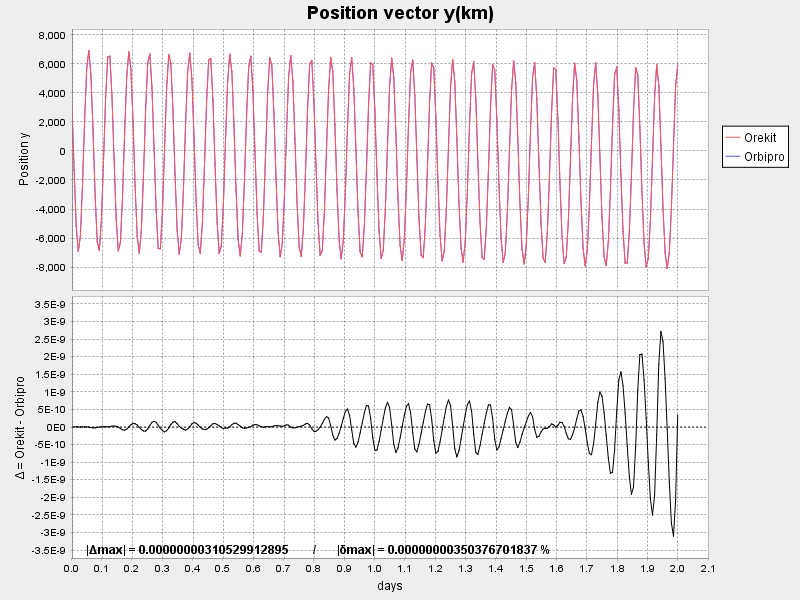 Position vector y(km)
8,000
6,000
4,000
2,000
0
-2,000
-4,000
-6,000
-8,000
Position y
Orekit
Orbipro
3.5E-9
3E-9
2.5E-9
2E-9
1.5E-9
1E-9
5E-10
0E0
-5E-10
-1E-9
-1.5E-9
-2E-9
-2.5E-9
-3E-9
-3.5E-9
Δ = Orekit - Orbipro
|Δmax| = 0.00000000310529912895 / |δmax| = 0.00000000350376701837 %
0.0 0.1 0.2 0.3 0.4 0.5 0.6 0.7 0.8 0.9 1.0 1.1 1.2 1.3 1.4 1.5 1.6 1.7 1.8 1.9 2.0 2.1
days